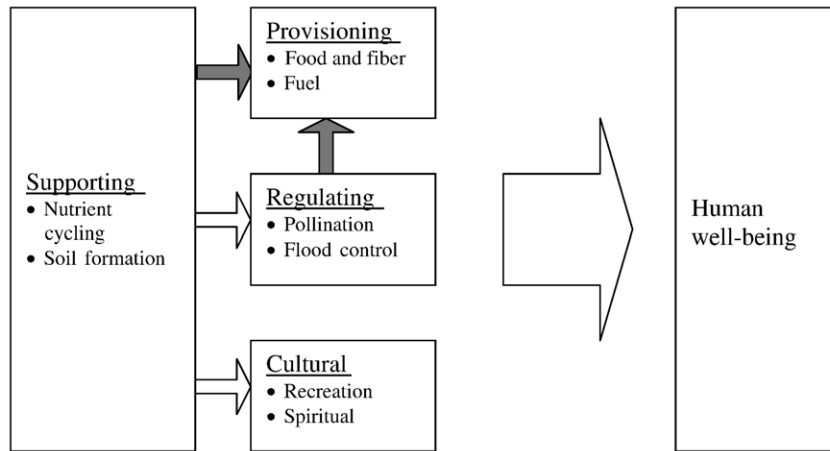 Provisioning
• Food and fiber
• Fuel
Supporting
• Nutrient
cycling
• Soil formation
Regulating
• Pollination
• Flood control
Cultural
• Recreation
• Spiritual
Human
well-being